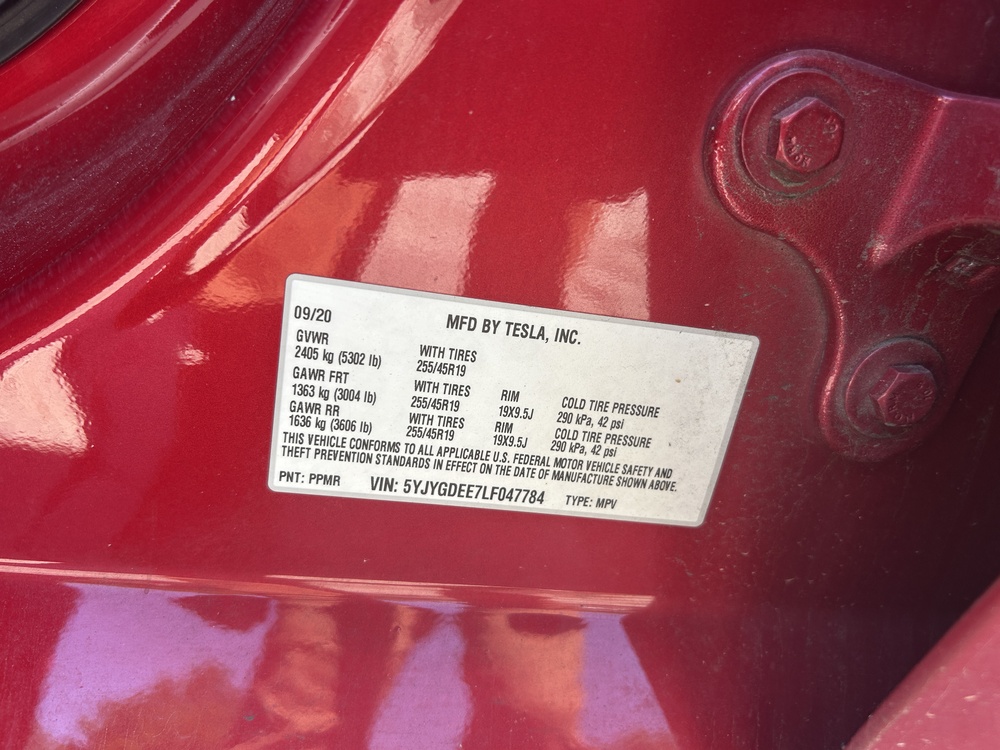 09/20
MFD BY TESLA, INC.
GVWR
2405 kg (5302 lb)
WITH TIRES
255/45R19
GAWR FRT
1363 kg (3004 lb)
WITH TIRES
255/45R19
RIM
19X9.5J
COLD TIRE PRESSURE
290 kPa, 42 psi
GAWR RR
1636 kg (3606 lb)
WITH TIRES
255/45R19
RIM
19X9.5J
COLD TIRE PRESSURE
290 kPa, 42 psi
THIS VEHICLE CONFORMS TO ALL APPLICABLE U.S. FEDERAL MOTOR VEHICLE SAFETY AND
THEFT PREVENTION STANDARDS IN EFFECT ON THE DATE OF MANUFACTURE SHOWN ABOVE.
PNT: PPMR
VIN: 5YJYGDEE7LF047784
TYPE: MPV